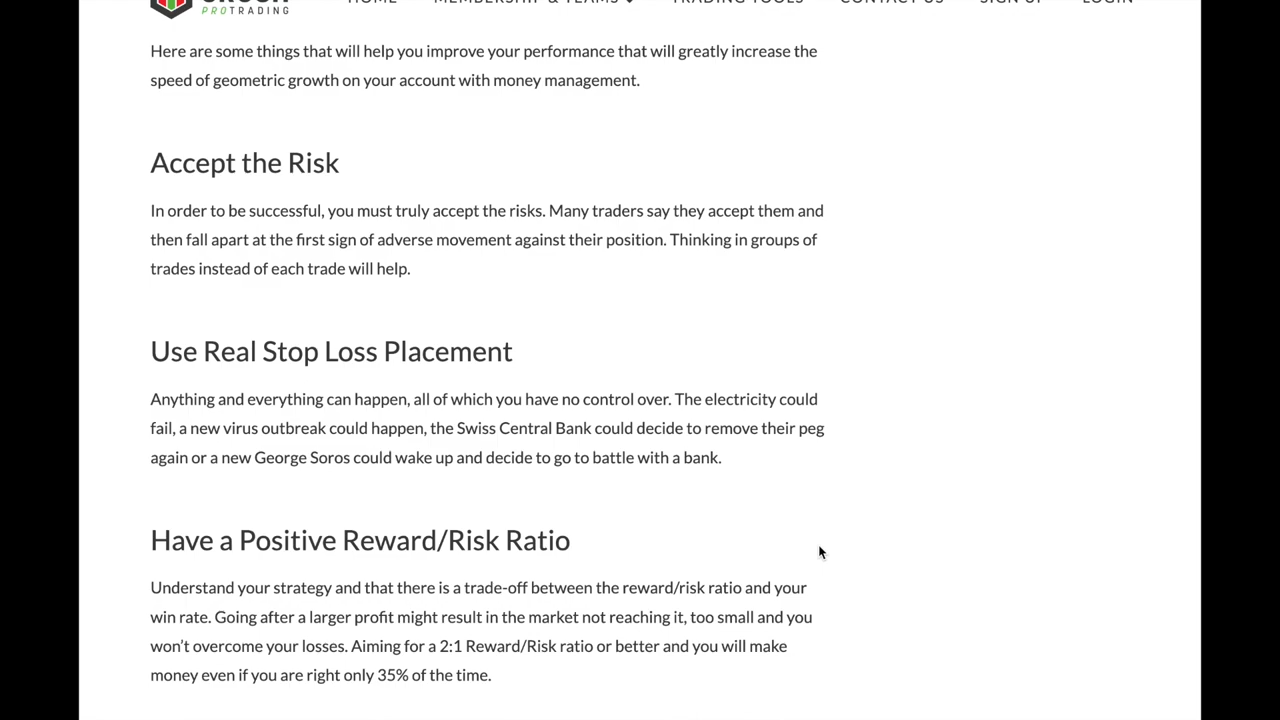 PROTRADING
HOME MEMBERSHIP & TEAMS TRADING TOOLS CONTACT US SIGN UP LOGIN
Here are some things that will help you improve your performance that will greatly increase the
speed of geometric growth on your account with money management.
Accept the Risk
In order to be successful, you must truly accept the risks. Many traders say they accept them and
then fall apart at the first sign of adverse movement against their position. Thinking in groups of
trades instead of each trade will help.
Use Real Stop Loss Placement
Anything and everything can happen, all of which you have no control over. The electricity could
fail, a new virus outbreak could happen, the Swiss Central Bank could decide to remove their peg
again or a new George Soros could wake up and decide to go to battle with a bank.
Have a Positive Reward/Risk Ratio
Understand your strategy and that there is a trade-off between the reward/risk ratio and your
win rate. Going after a larger profit might result in the market not reaching it, too small and you
won’t overcome your losses. Aiming for a 2:1 Reward/Risk ratio or better and you will make
money even if you are right only 35% of the time.